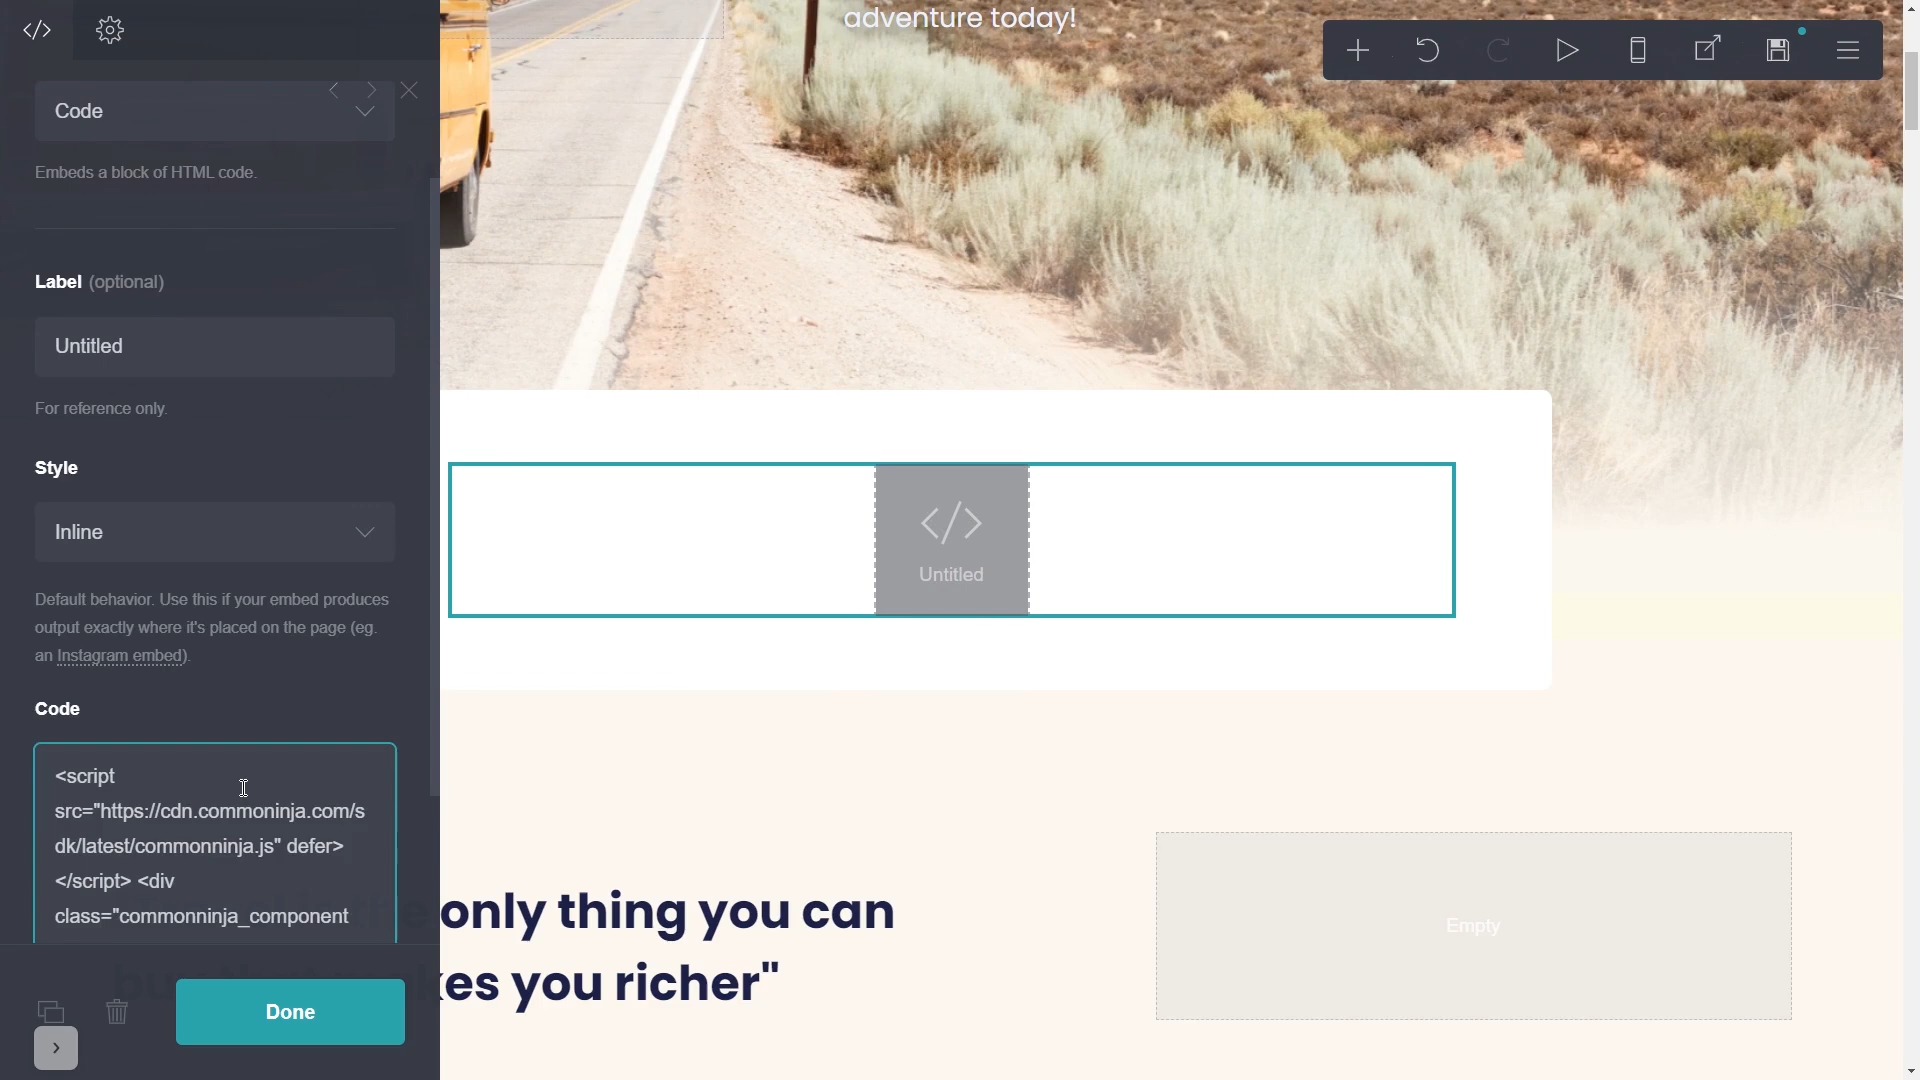 adventure today!
Code
Embeds a block of HTML code.
Label (optional)
Untitled
For reference only.
Style
Inline
Default behavior. Use this if your embed produces
output exactly where it's placed on the page (eg.
an Instagram embed).
Code
<script
src="https://cdn.commoninja.com/s
dk/latest/commonninja.js" defer>
</script> <div
class="commonninja_component
Done
</>
Untitled
only thing you can
kes you richer"
Empty